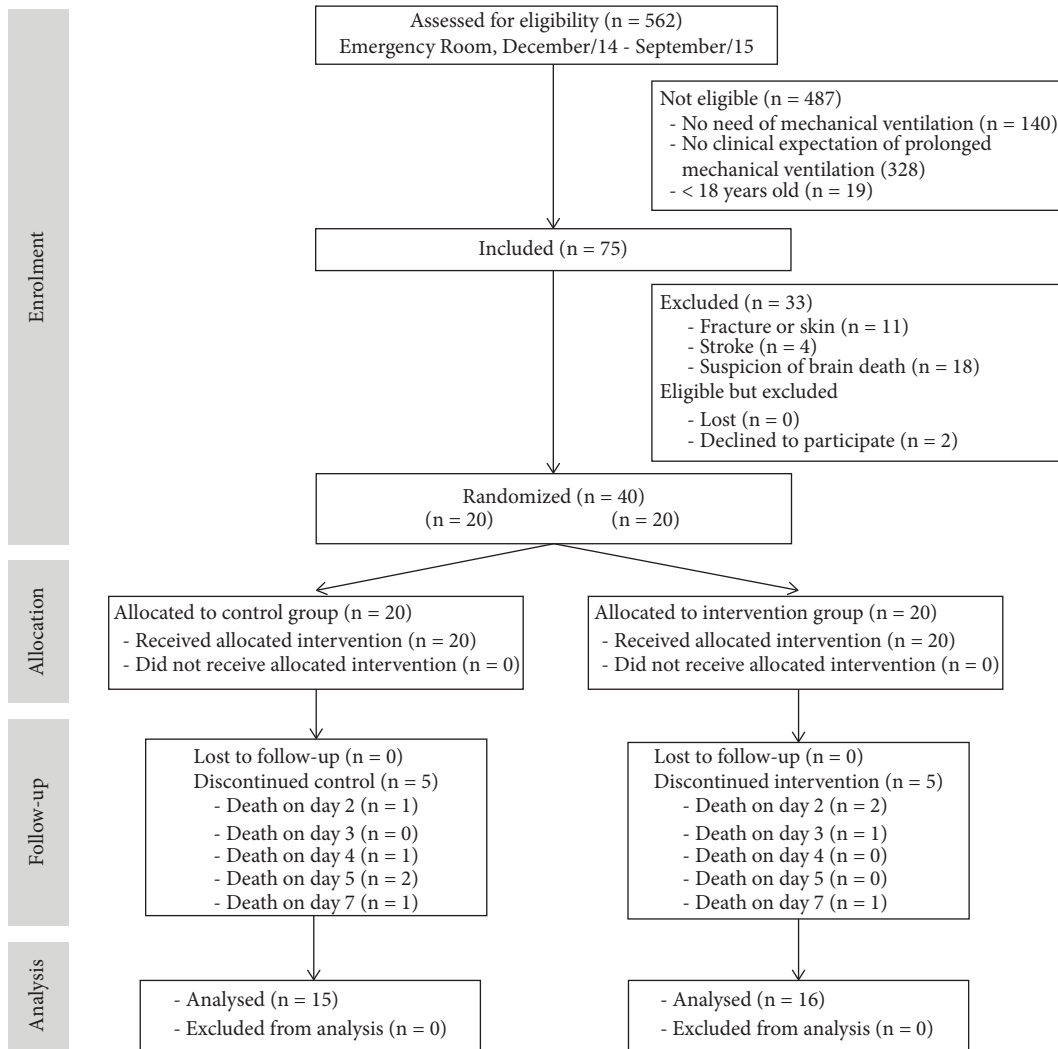 Enrolment
Assessed for eligibility (n = 562)
Emergency Room, December/14 - September/15
Not eligible (n = 487)
- No need of mechanical ventilation (n = 140)
- No clinical expectation of prolonged
mechanical ventilation (328)
- < 18 years old (n = 19)
Included (n = 75)
Excluded (n = 33)
- Fracture or skin (n = 11)
- Stroke (n = 4)
- Suspicion of brain death (n = 18)
Eligible but excluded
- Lost (n = 0)
- Declined to participate (n = 2)
Randomized (n = 40)
(n = 20) (n = 20)
Allocation
Allocated to control group (n = 20)
- Received allocated intervention (n = 20)
- Did not receive allocated intervention (n = 0)
Allocated to intervention group (n = 20)
- Received allocated intervention (n = 20)
- Did not receive allocated intervention (n = 0)
Follow-up
Lost to follow-up (n = 0)
Discontinued control (n = 5)
- Death on day 2 (n = 1)
- Death on day 3 (n = 0)
- Death on day 4 (n = 1)
- Death on day 5 (n = 2)
- Death on day 7 (n = 1)
Lost to follow-up (n = 0)
Discontinued intervention (n = 5)
- Death on day 2 (n = 2)
- Death on day 3 (n = 1)
- Death on day 4 (n = 0)
- Death on day 5 (n = 0)
- Death on day 7 (n = 1)
Analysis
- Analysed (n = 15)
- Excluded from analysis (n = 0)
- Analysed (n = 16)
- Excluded from analysis (n = 0)